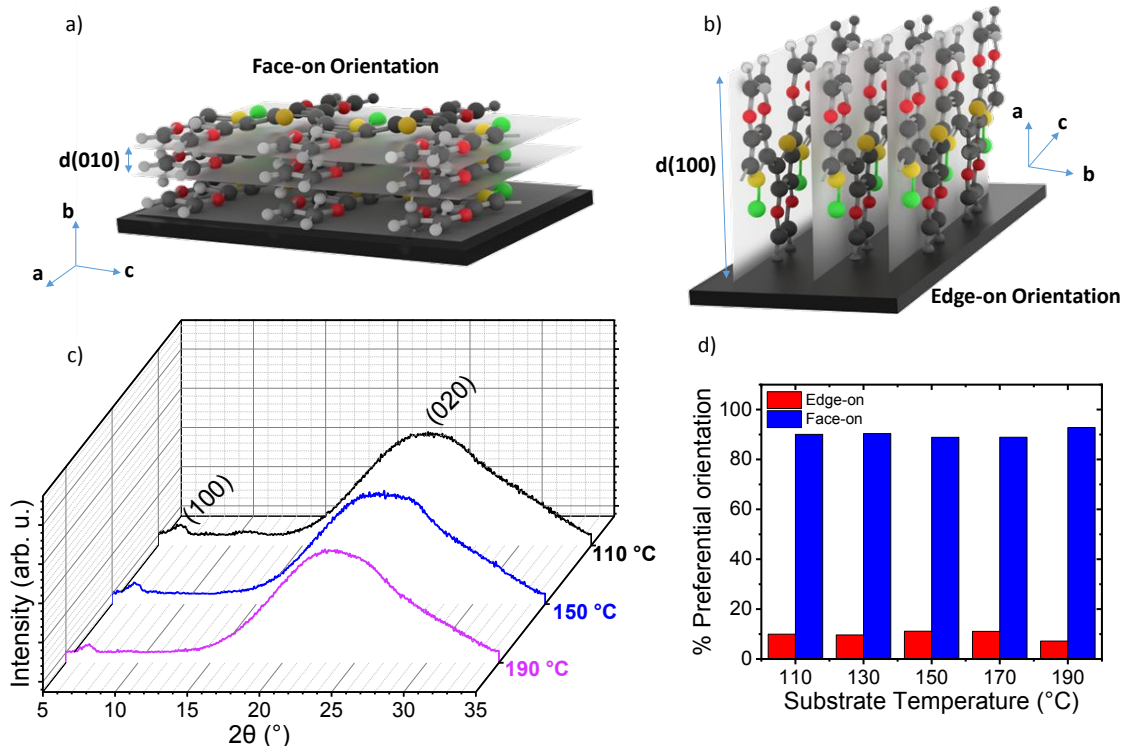 a)
Face-on Orientation
d(010)
b
a
c
b)
d(100)
a
c
b
Edge-on Orientation
c)
(100)
(020)
110 °C
150 °C
190 °C
Intensity (arb. u.)
5 10 15 20 25 30 35
2θ (°)
d)
Edge-on
Face-on
% Preferential orientation
100
80
60
40
20
0
110 130 150 170 190
Substrate Temperature (°C)